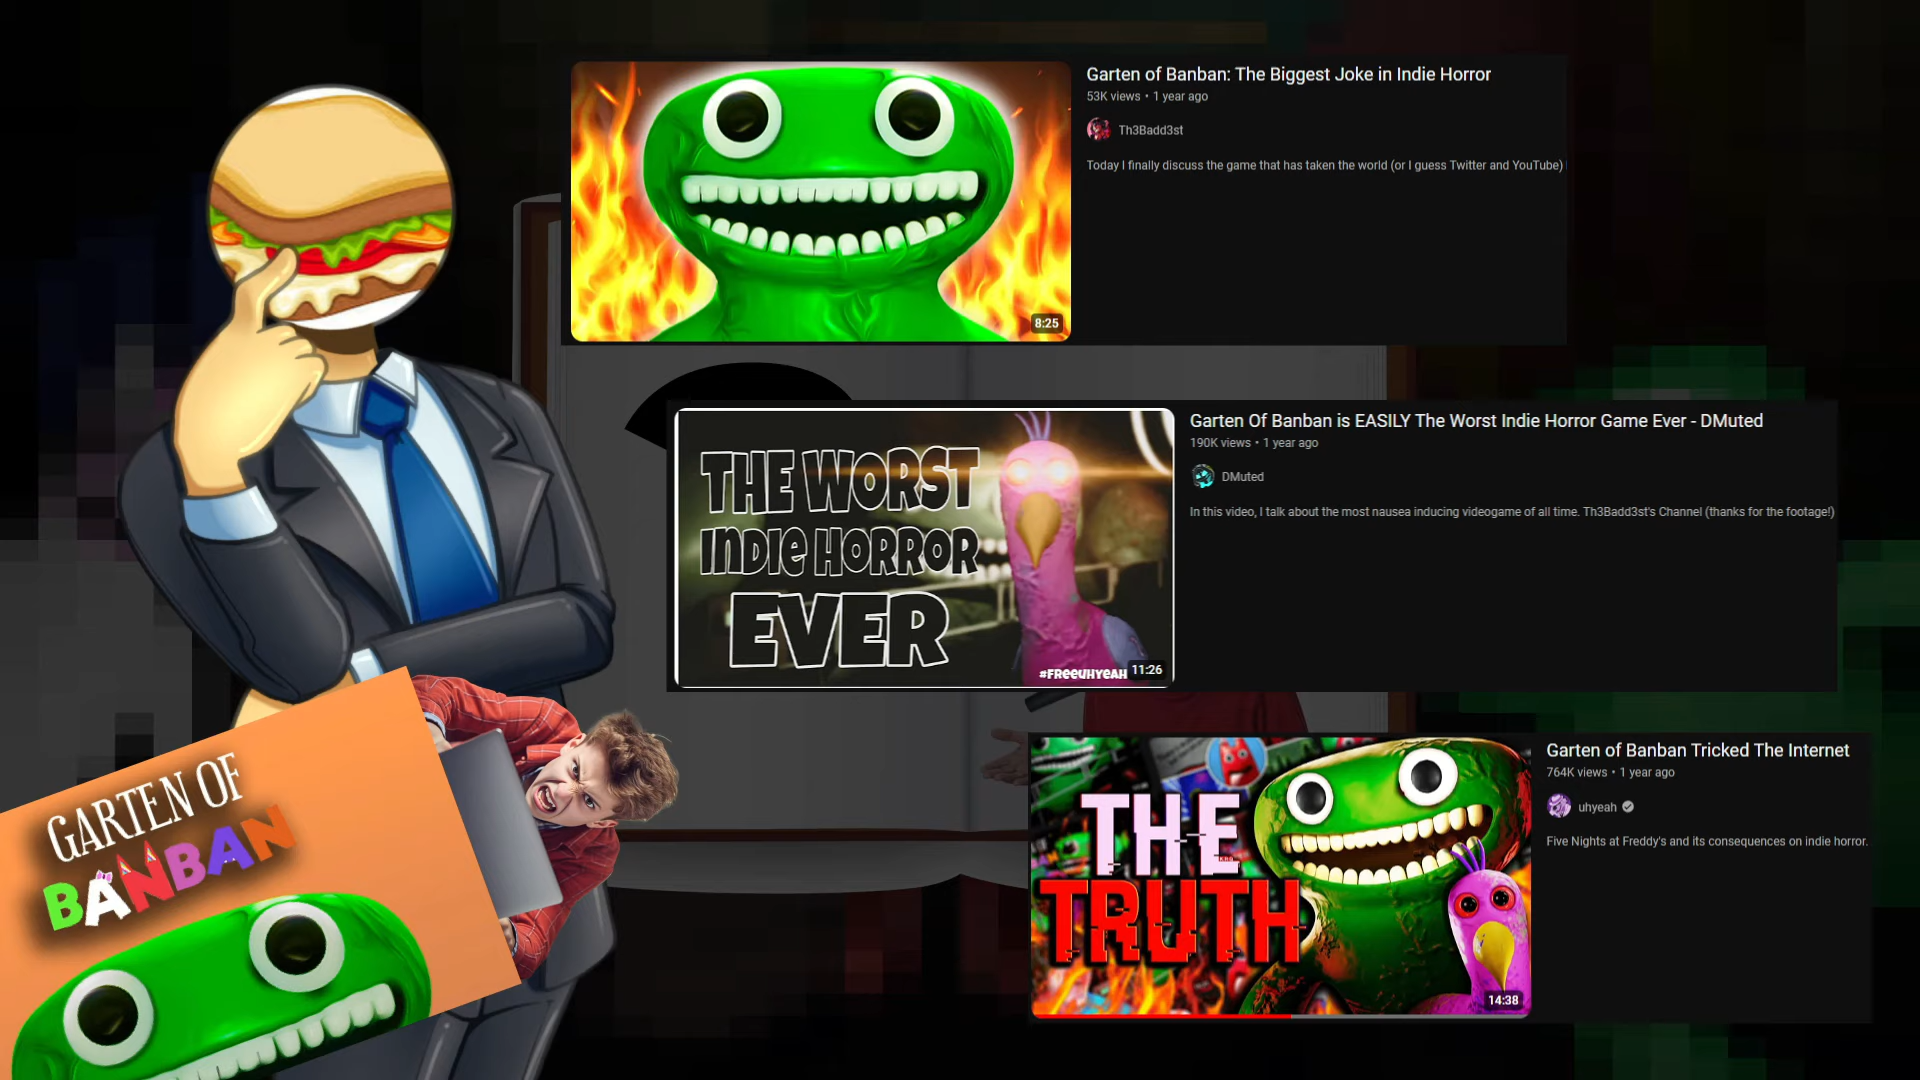 Garten of Banban: The Biggest Joke in Indie Horror
53K views • 1 year ago
Th3Badd3st
Today I finally discuss the game that has taken the world (or I guess Twitter and YouTube)
8:25
THE WORST
INDIE HORROR
EVER
#FREEUHYEAH
11:26
Garten Of Banban is EASILY The Worst Indie Horror Game Ever - DMuted
190K views • 1 year ago
DMuted
In this video, I talk about the most nausea inducing videogame of all time. Th3Badd3st's Channel (thanks for the footage!)
GARTEN OF
BANBAN
THE
TRUTH
14:38
Garten of Banban Tricked The Internet
764K views • 1 year ago
uhyeah
Five Nights at Freddy's and its consequences on indie horror.